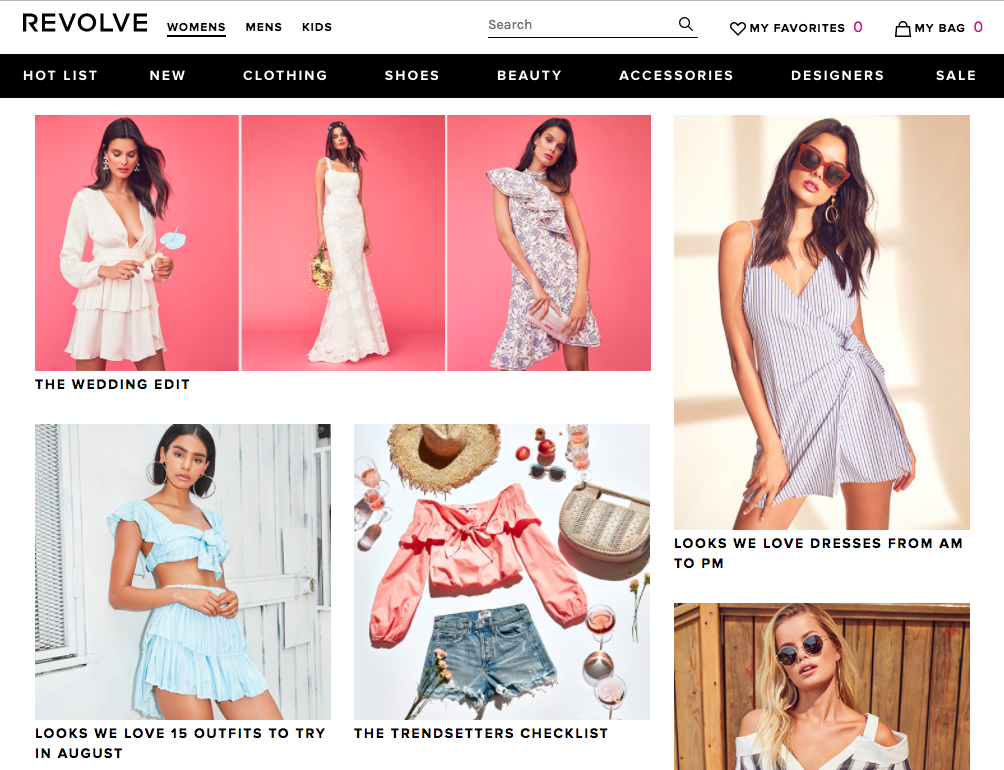 REVOLVE
WOMENS MENS KIDS
Search
MY FAVORITES 0
MY BAG 0
HOT LIST NEW CLOTHING SHOES BEAUTY ACCESSORIES DESIGNERS SALE
THE WEDDING EDIT
LOOKS WE LOVE DRESSES FROM AM
TO PM
LOOKS WE LOVE 15 OUTFITS TO TRY
IN AUGUST
THE TRENDSETTERS CHECKLIST